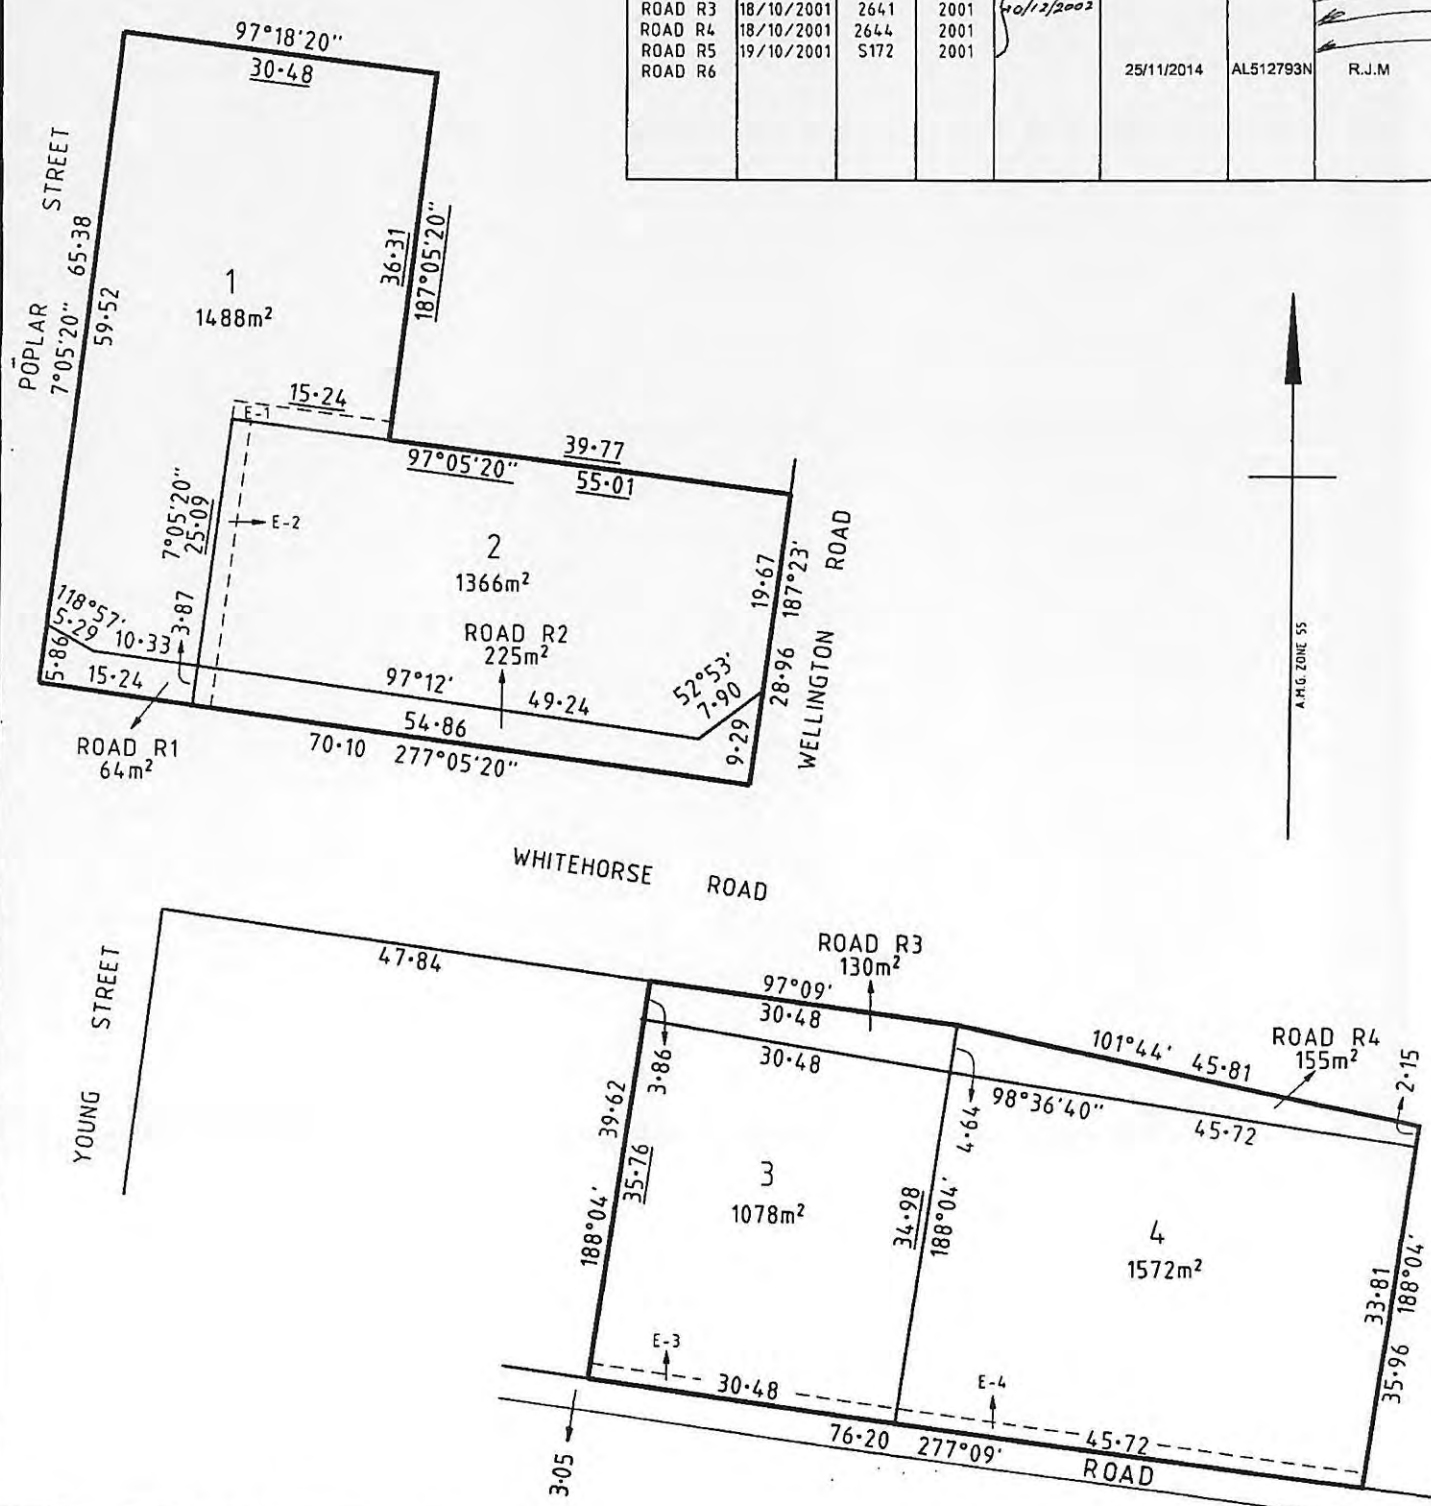 ROAD R3 18/10/2001 2641 2001 10/12/2002
ROAD R4 18/10/2001 2644 2001
ROAD R5 19/10/2001 S172 2001
ROAD R6 25/11/2014 AL512793N R.J.M
97°18'20"
30·48
POPLAR STREET
7°05'20" 65·38
59·52
1
1488m²
36·31
187°05'20"
15·24
E-1
39·77
97°05'20"
55·01
7°05'20"
25·09
E-2
2
1366m²
19·67
187°23'
WELLINGTON ROAD
28·96
118°57'
5·29
10·33
3·87
5·86
15·24
ROAD R2
225m²
97°12'
49·24
52°53'
7·90
9·29
54·86
70·10 277°05'20"
ROAD R1
64m²
A.M.G. ZONE 55
WHITEHORSE ROAD
YOUNG STREET
47·84
ROAD R3
130m²
97°09'
30·48
30·48
3·86
101°44' 45·81
ROAD R4
155m²
2·15
98°36'40"
45·72
4·64
39·62
35·76
188°04'
3
1078m²
34·98
188°04'
4
1572m²
33·81
188°04'
35·96
E-3
30·48
E-4
45·72
76·20 277°09'
ROAD
3·05